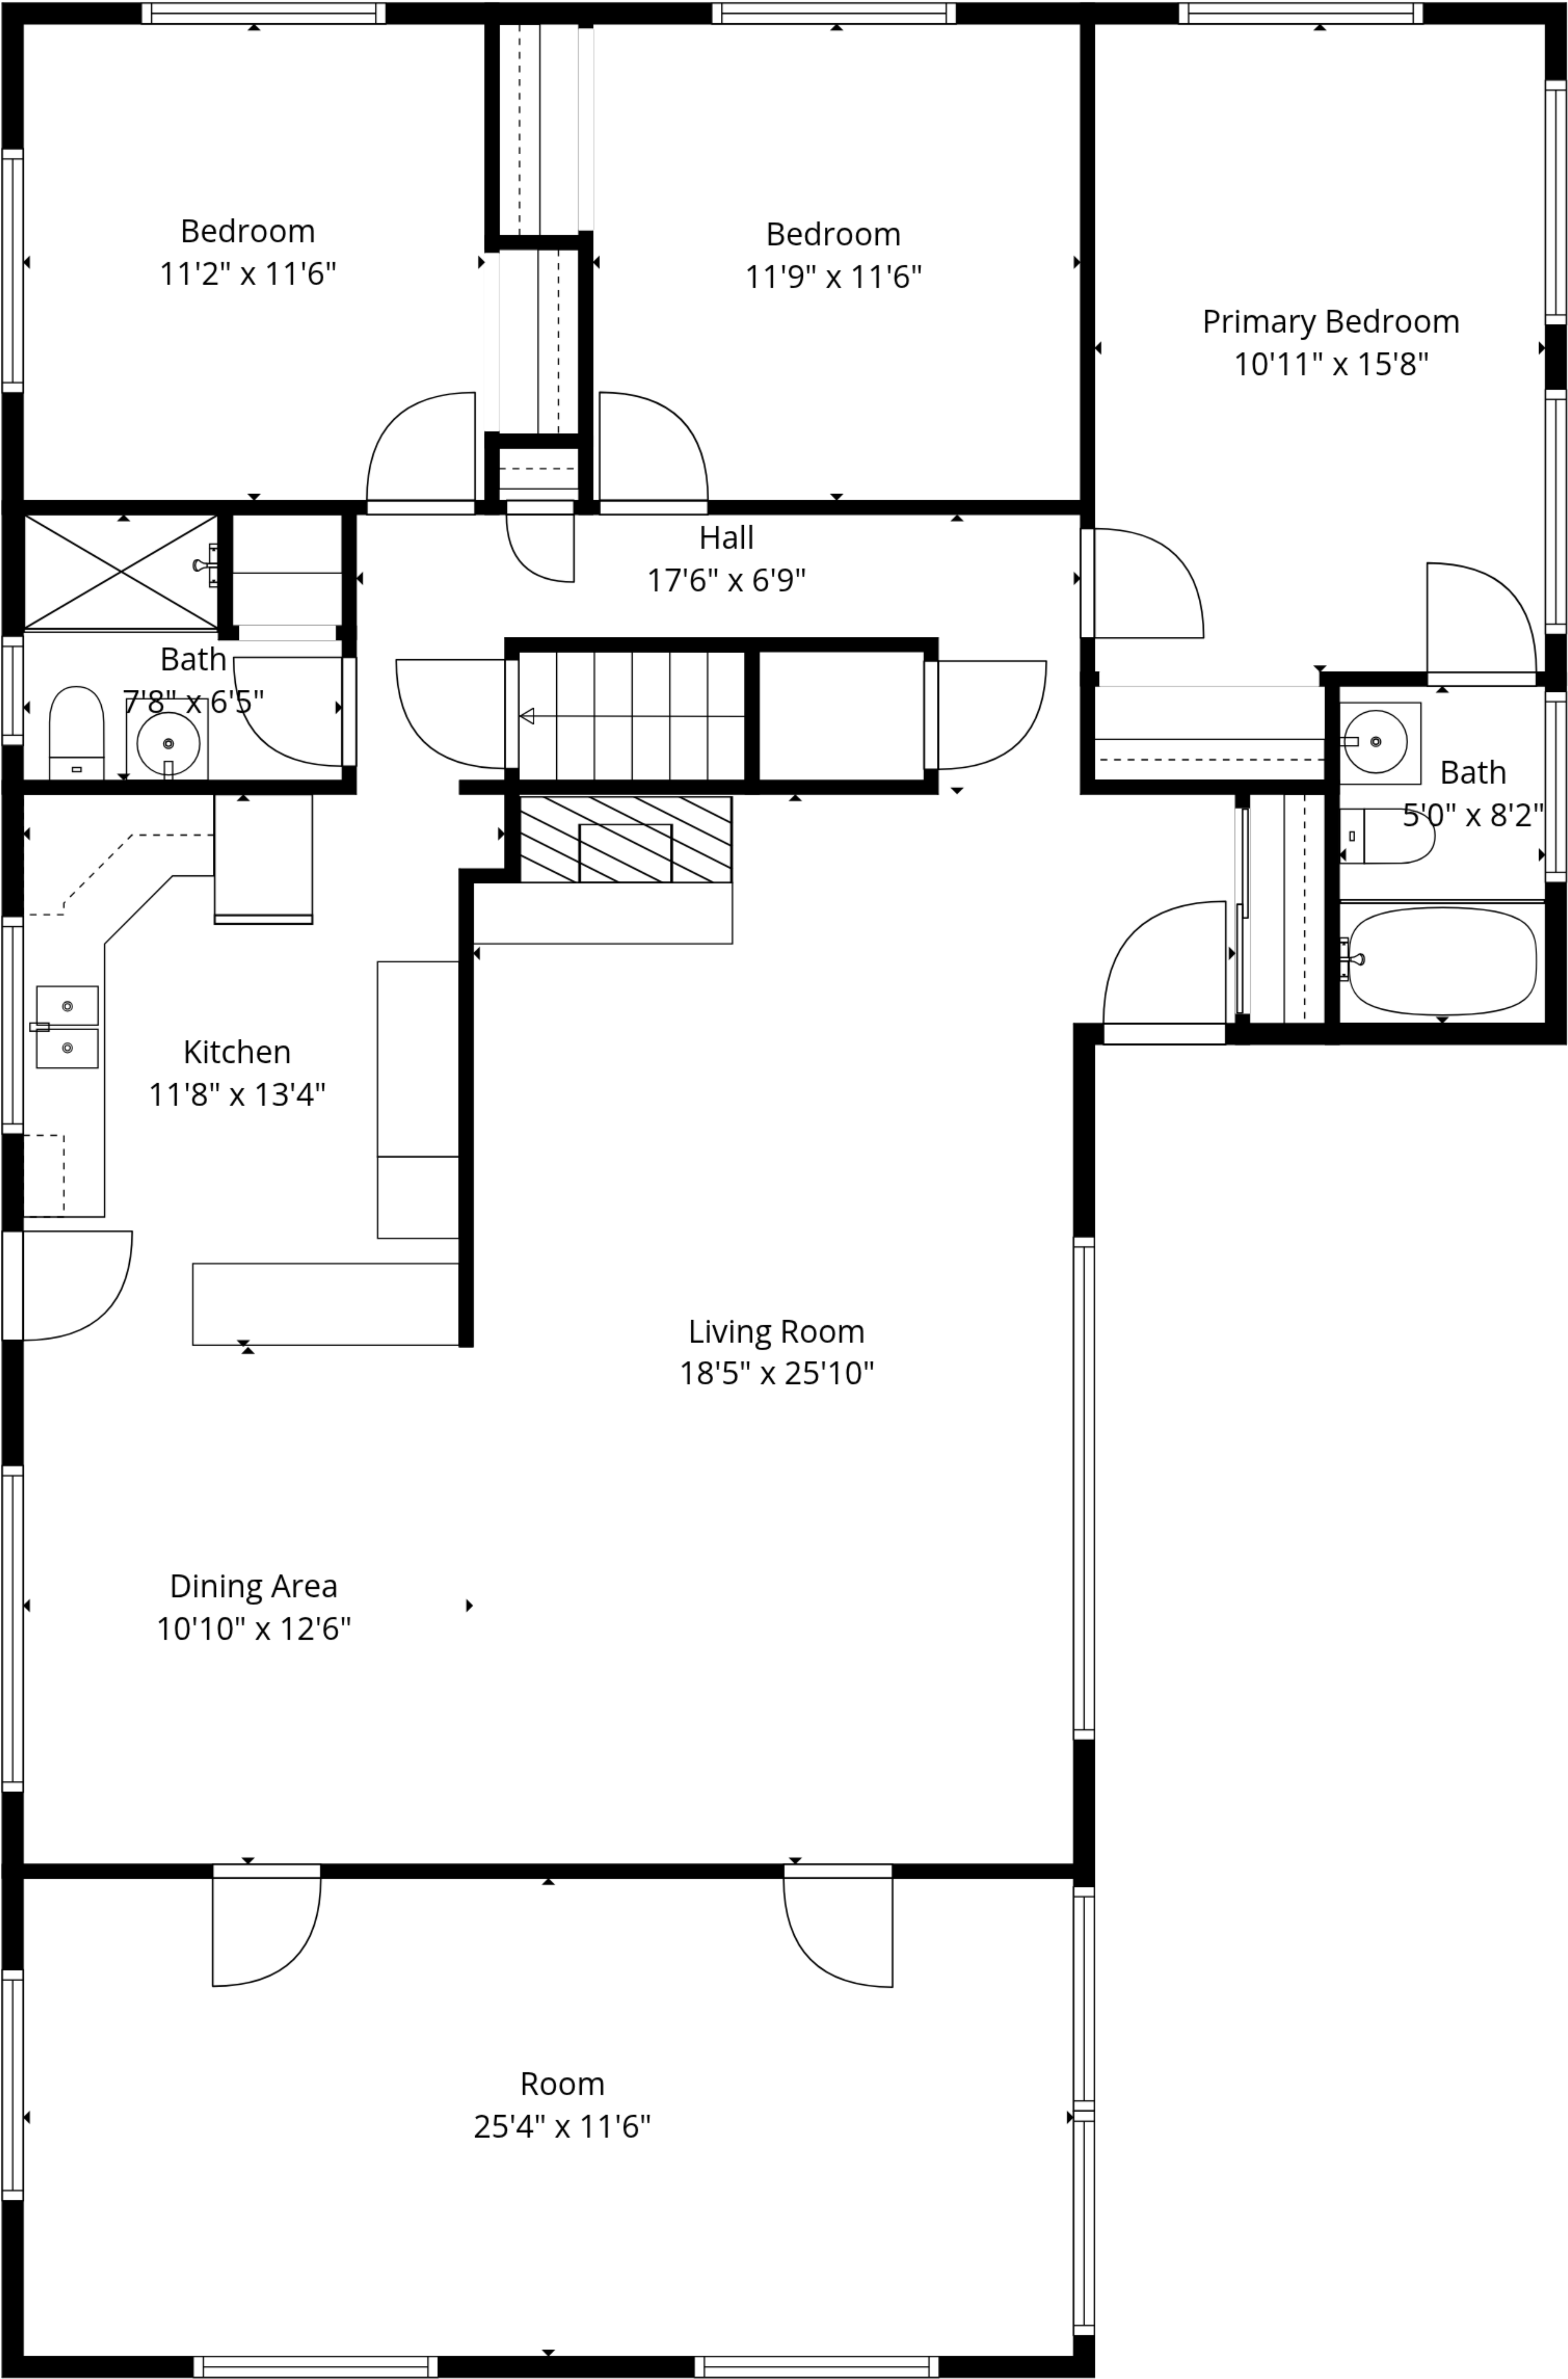 Bedroom
11'2" x 11'6"
Bedroom
11'9" x 11'6"
Primary Bedroom
10'11" x 15'8"
Hall
17'6" x 6'9"
Bath
7'8" x 6'5"
Bath
5'0" x 8'2"
Kitchen
11'8" x 13'4"
Living Room
18'5" x 25'10"
Dining Area
10'10" x 12'6"
Room
25'4" x 11'6"